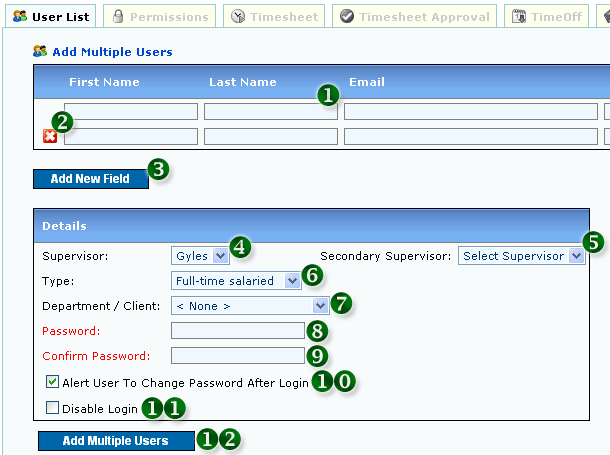 User List Permissions Timesheet Timesheet Approval TimeOff
Add Multiple Users
First Name Last Name 1 Email
2
Add New Field 3
Details
Supervisor: Gyles 4 Secondary Supervisor: Select Supervisor 5
Type: Full-time salaried 6
Department / Client: < None > 7
Password: 8
Confirm Password: 9
Alert User To Change Password After Login 10
Disable Login 11
Add Multiple Users 12